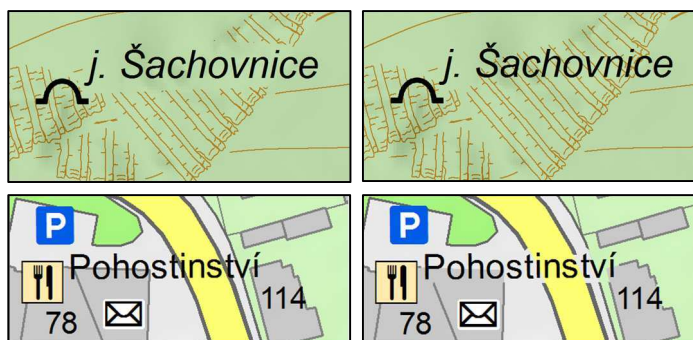 j. Šachovnice
j. Šachovnice
P
P
Pohostinství
Pohostinství
114
114
78
78